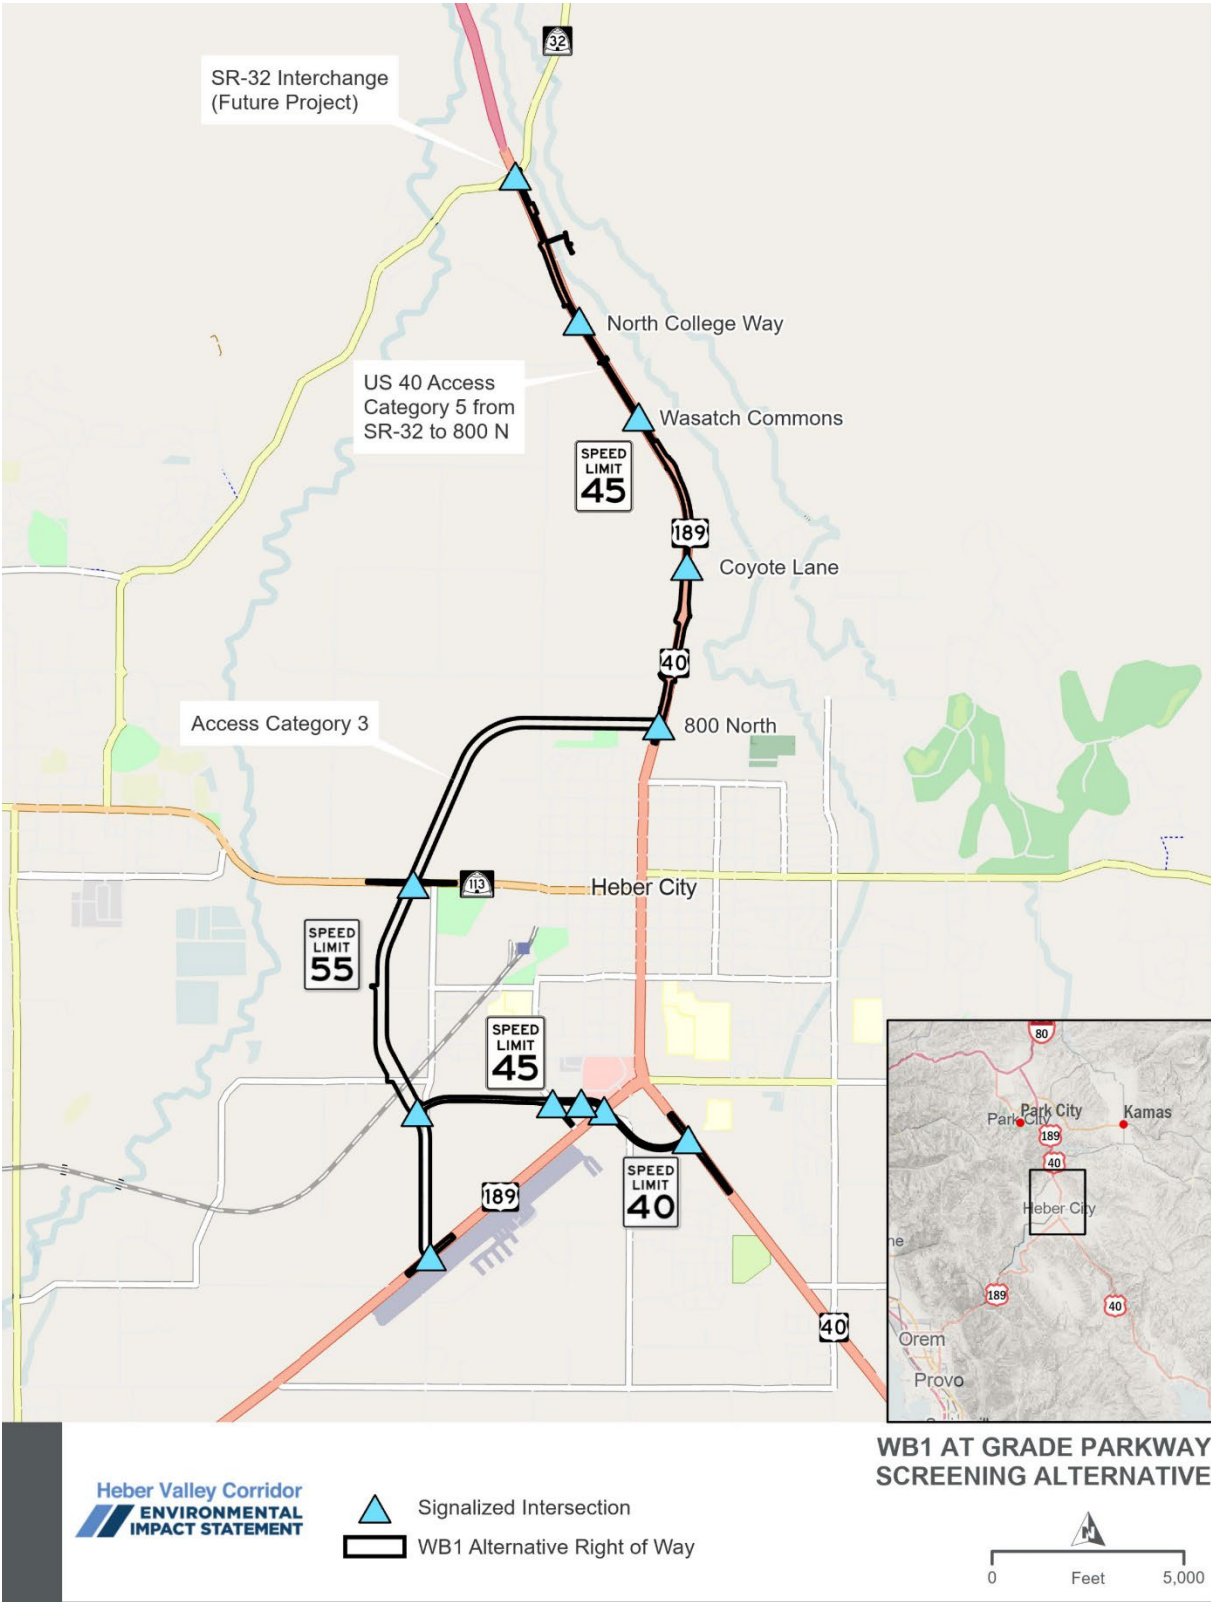 32
SR-32 Interchange
(Future Project)
North College Way
US 40 Access
Category 5 from
SR-32 to 800 N
Wasatch Commons
SPEED
LIMIT
45
189
Coyote Lane
40
Access Category 3
800 North
113
Heber City
SPEED
LIMIT
55
SPEED
LIMIT
45
SPEED
LIMIT
40
189
40
80
Park City
Park City
Kamas
189
40
Heber City
ne
189
40
Orem
Provo
WB1 AT GRADE PARKWAY
SCREENING ALTERNATIVE
Heber Valley Corridor
ENVIRONMENTAL
IMPACT STATEMENT
Signalized Intersection
WB1 Alternative Right of Way
N
0 Feet 5,000